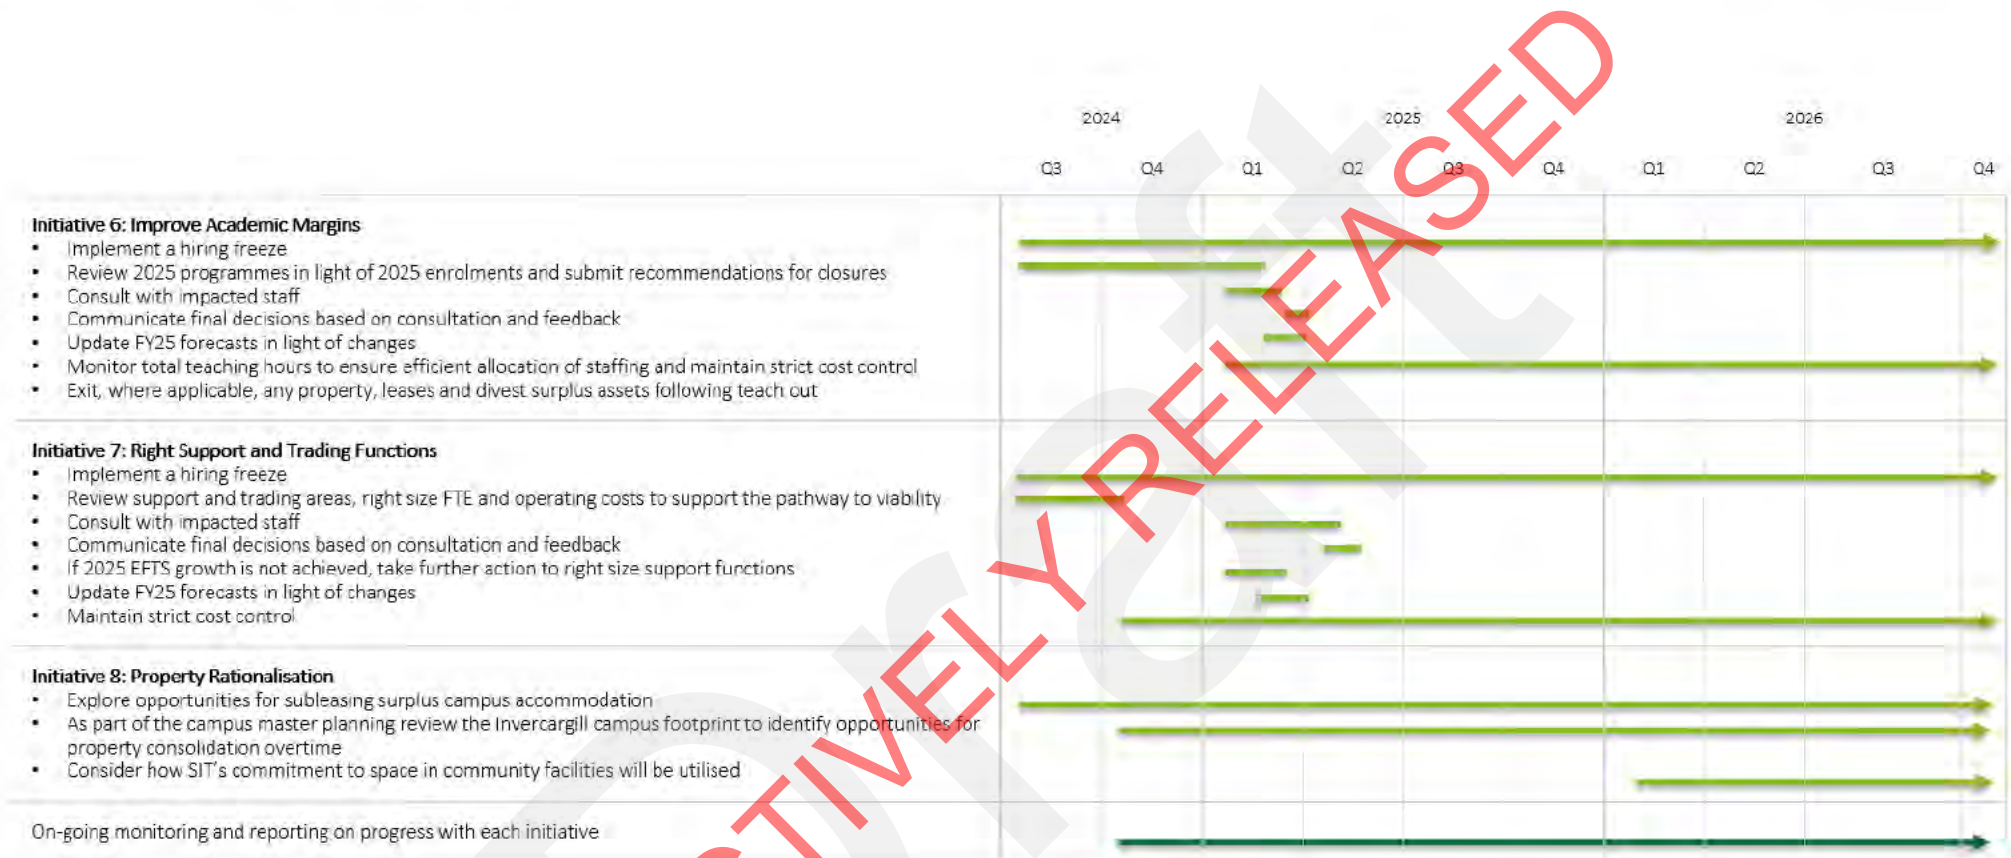 2024 2025 2026
Q3 Q4 Q1 Q2 Q3 Q4 Q1 Q2 Q3 Q4
Initiative 6: Improve Academic Margins
• Implement a hiring freeze
• Review 2025 programmes in light of 2025 enrolments and submit recommendations for closures
• Consult with impacted staff
• Communicate final decisions based on consultation and feedback
• Update FY25 forecasts in light of changes
• Monitor total teaching hours to ensure efficient allocation of staffing and maintain strict cost control
• Exit, where applicable, any property, leases and divest surplus assets following teach out
Initiative 7: Right Support and Trading Functions
• Implement a hiring freeze
• Review support and trading areas, right size FTE and operating costs to support the pathway to viability
• Consult with impacted staff
• Communicate final decisions based on consultation and feedback
• If 2025 EFTS growth is not achieved, take further action to right size support functions
• Update FY25 forecasts in light of changes
• Maintain strict cost control
Initiative 8: Property Rationalisation
• Explore opportunities for subleasing surplus campus accommodation
• As part of the campus master planning review the Invercargill campus footprint to identify opportunities for
property consolidation overtime
• Consider how SIT's commitment to space in community facilities will be utilised
On-going monitoring and reporting on progress with each initiative
Draft
TIVELY RELEASED